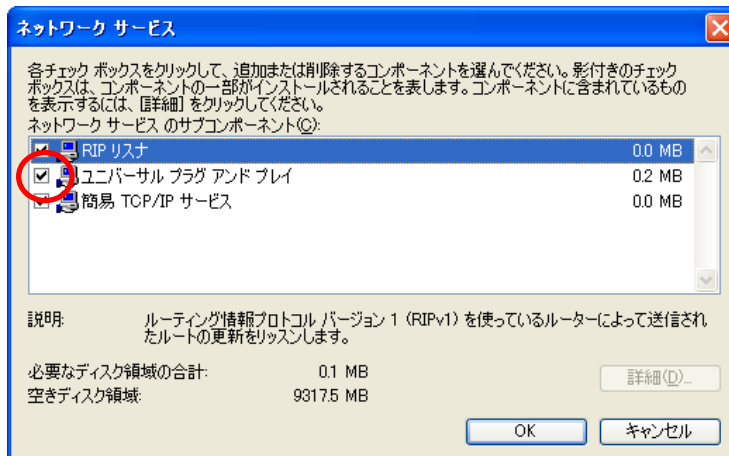 ネットワーク サービス
各チェック ボックスをクリックして、追加または削除するコンポーネントを選んでください。影付きのチェック
ボックスは、コンポーネントの一部がインストールされることを表します。コンポーネントに含まれているもの
を表示するには、[詳細] をクリックしてください。
ネットワーク サービス のサブコンポーネント(C):
RIP リスナ 0.0 MB
ユニバーサル プラグ アンド プレイ 0.2 MB
簡易 TCP/IP サービス 0.0 MB
説明: ルーティング情報プロトコル バージョン 1 (RIPv1) を使っているルーターによって送信され
たルートの更新をリッスンします。
必要なディスク領域の合計: 0.1 MB
詳細(D)...
空きディスク領域: 9317.5 MB
OK キャンセル